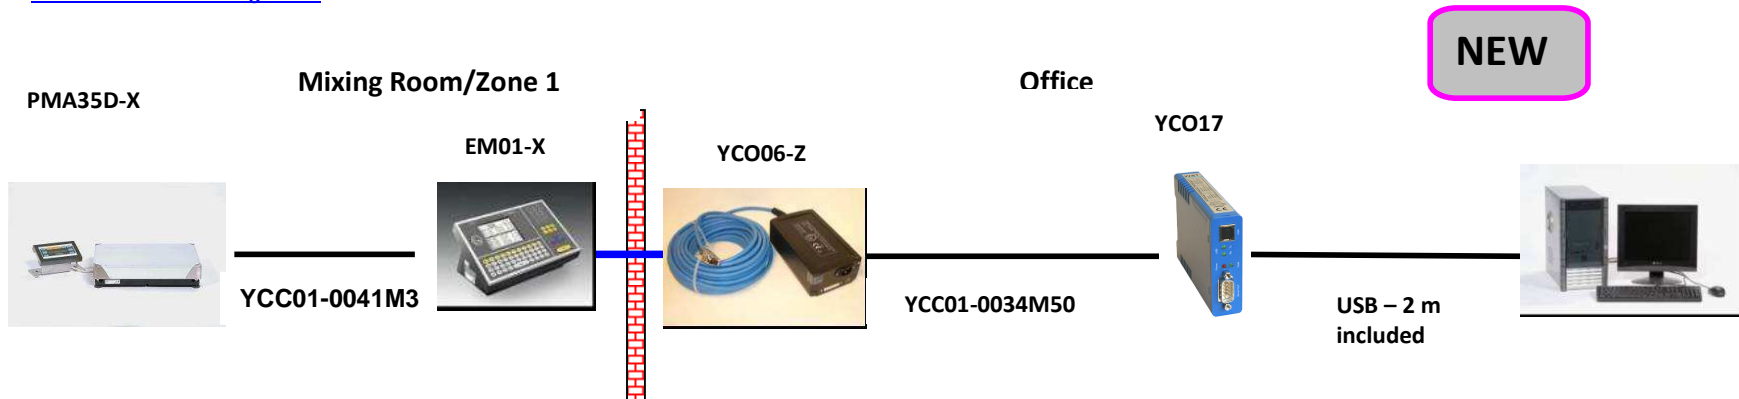 NEW
Mixing Room/Zone 1
Office
PMA35D-X
YCO17
EM01-X
YCO06-Z
YCC01-0041M3
YCC01-0034M50
USB – 2 m
included